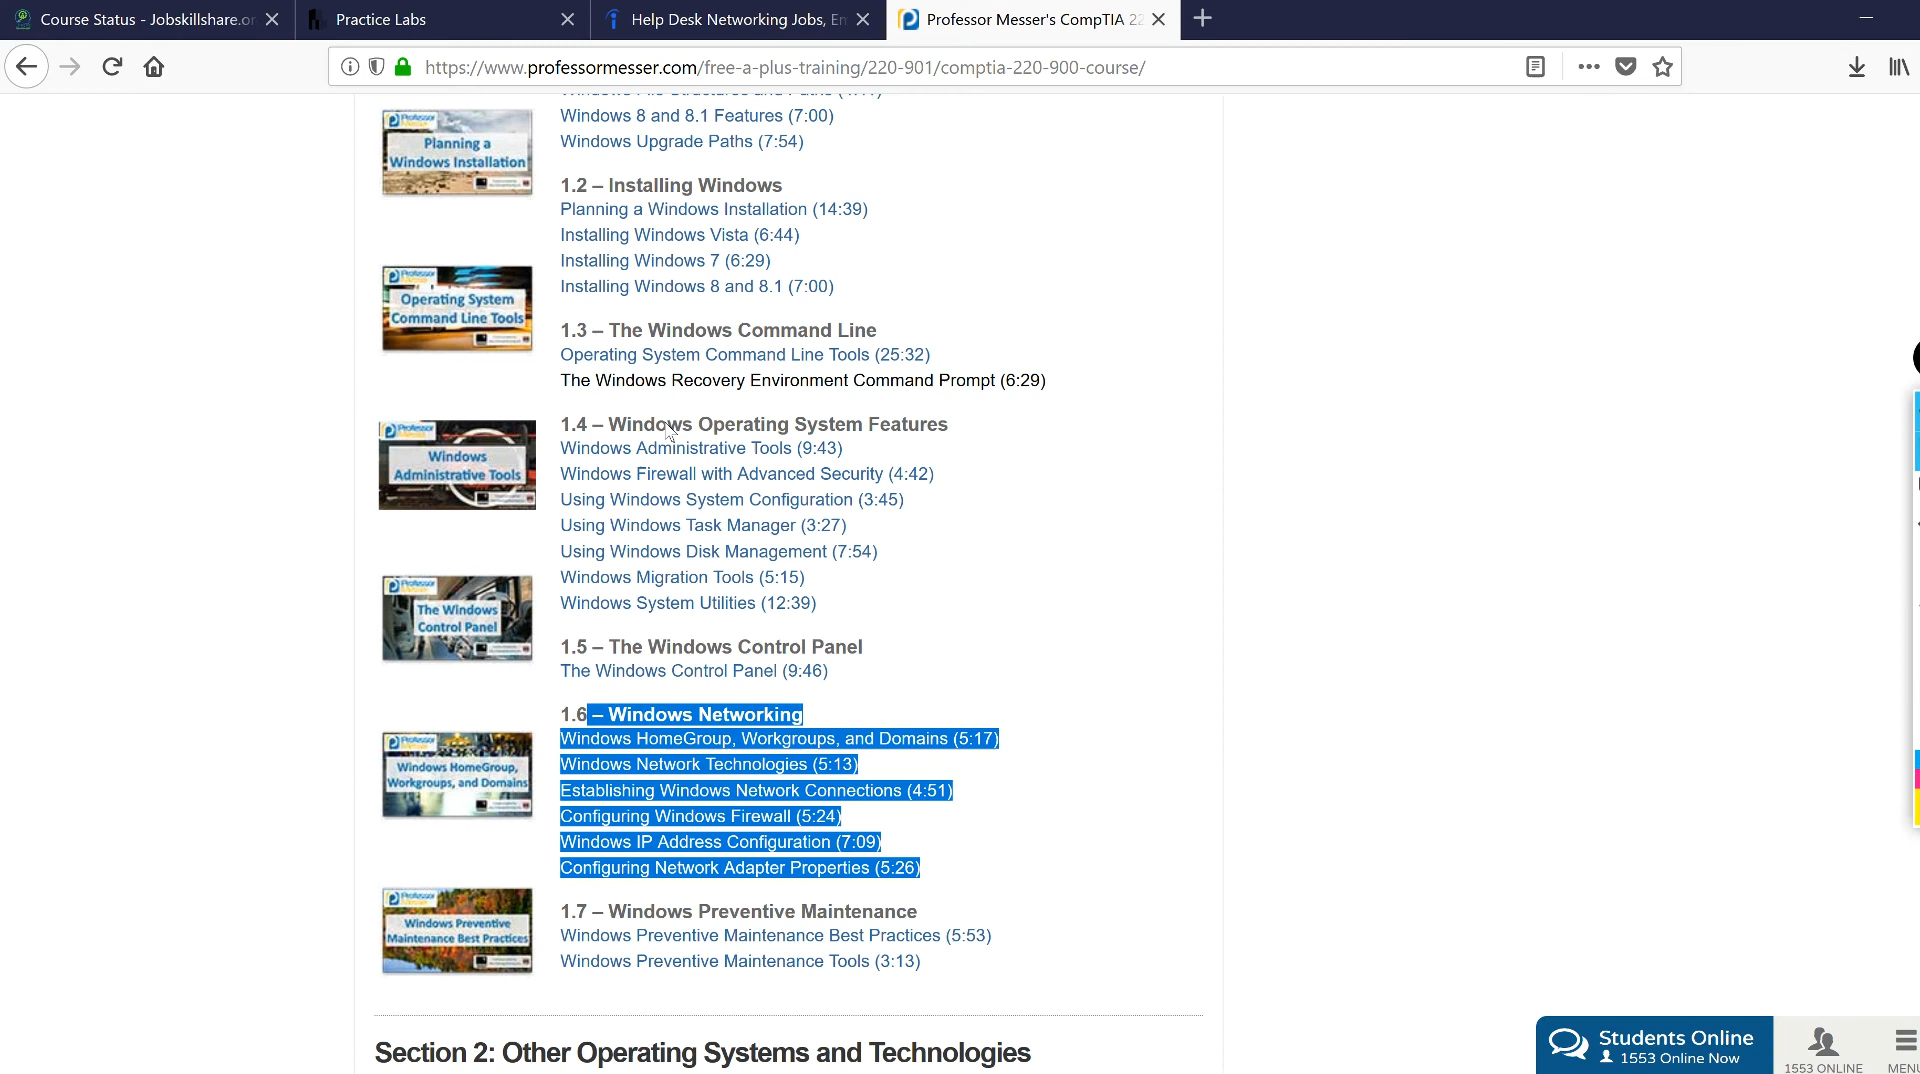 Course Status - Jobskillshare.or
Practice Labs
Help Desk Networking Jobs, Em
Professor Messer's CompTIA 22
https://www.professormesser.com/free-a-plus-training/220-901/comptia-220-900-course/
Windows 8 and 8.1 Features (7:00)
Windows Upgrade Paths (7:54)
Professor
Planning a
Windows Installation
1.2 – Installing Windows
Planning a Windows Installation (14:39)
Installing Windows Vista (6:44)
Installing Windows 7 (6:29)
Installing Windows 8 and 8.1 (7:00)
Professor
Operating System
Command Line Tools
1.3 – The Windows Command Line
Operating System Command Line Tools (25:32)
The Windows Recovery Environment Command Prompt (6:29)
Professor
Windows
Administrative Tools
1.4 – Windows Operating System Features
Windows Administrative Tools (9:43)
Windows Firewall with Advanced Security (4:42)
Using Windows System Configuration (3:45)
Using Windows Task Manager (3:27)
Using Windows Disk Management (7:54)
Windows Migration Tools (5:15)
Windows System Utilities (12:39)
Professor
The Windows
Control Panel
1.5 – The Windows Control Panel
The Windows Control Panel (9:46)
1.6 – Windows Networking
Windows HomeGroup, Workgroups, and Domains (5:17)
Windows Network Technologies (5:13)
Establishing Windows Network Connections (4:51)
Configuring Windows Firewall (5:24)
Windows IP Address Configuration (7:09)
Configuring Network Adapter Properties (5:26)
Professor
Windows HomeGroup,
Workgroups, and Domains
1.7 – Windows Preventive Maintenance
Windows Preventive Maintenance Best Practices (5:53)
Windows Preventive Maintenance Tools (3:13)
Professor
Windows Preventive
Maintenance Best Practices
Section 2: Other Operating Systems and Technologies
Students Online
1553 Online Now
1553 ONLINE
MENU